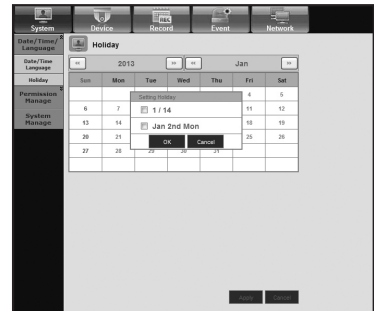 System Device Record Event Network
REC
Date/Time/
Language
Date/Time
Language
Holiday
Permission
Manage
System
Manage
Holiday
<< 2013 >> << Jan >>
Sun Mon Tue Wed Thu Fri Sat
4 5
6 7 11 12
13 14 18 19
20 21 25 26
27 28 29 30 31
Setting Holiday
1 / 14
Jan 2nd Mon
OK Cancel
Apply Cancel